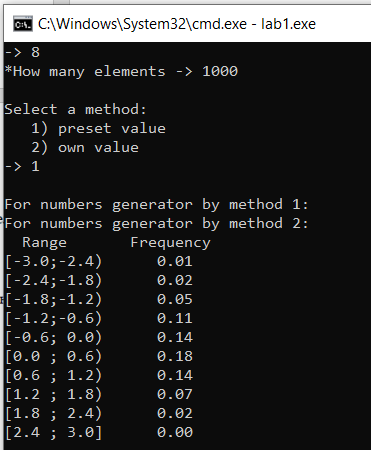 C:\Windows\System32\cmd.exe - lab1.exe
-> 8
*How many elements -> 1000
Select a method:
1) preset value
2) own value
-> 1
For numbers generator by method 1:
For numbers generator by method 2:
Range Frequency
[-3.0;-2.4) 0.01
[-2.4;-1.8) 0.02
[-1.8;-1.2) 0.05
[-1.2;-0.6) 0.11
[-0.6; 0.0) 0.14
[0.0 ; 0.6) 0.18
[0.6 ; 1.2) 0.14
[1.2 ; 1.8) 0.07
[1.8 ; 2.4) 0.02
[2.4 ; 3.0] 0.00